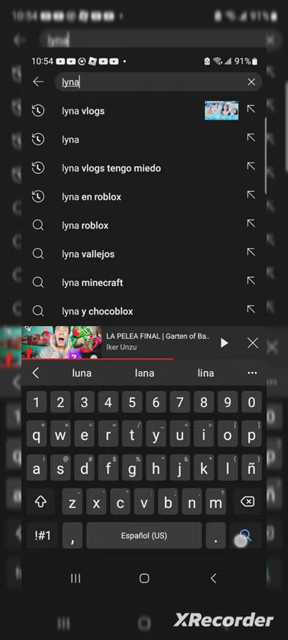 10:54
91%
lyna
lyna vlogs
lyna
lyna vlogs tengo miedo
lyna en roblox
lyna roblox
lyna vallejos
lyna minecraft
lyna y chocoblox
LA PELEA FINAL | Garten of Ba..
Iker Unzu
luna lana lina
1 2 3 4 5 6 7 8 9 0
q w e r t y u i o p
a s d f g h j k l ñ
z x c v b n m
!#1 , Español (US) .
XRecorder